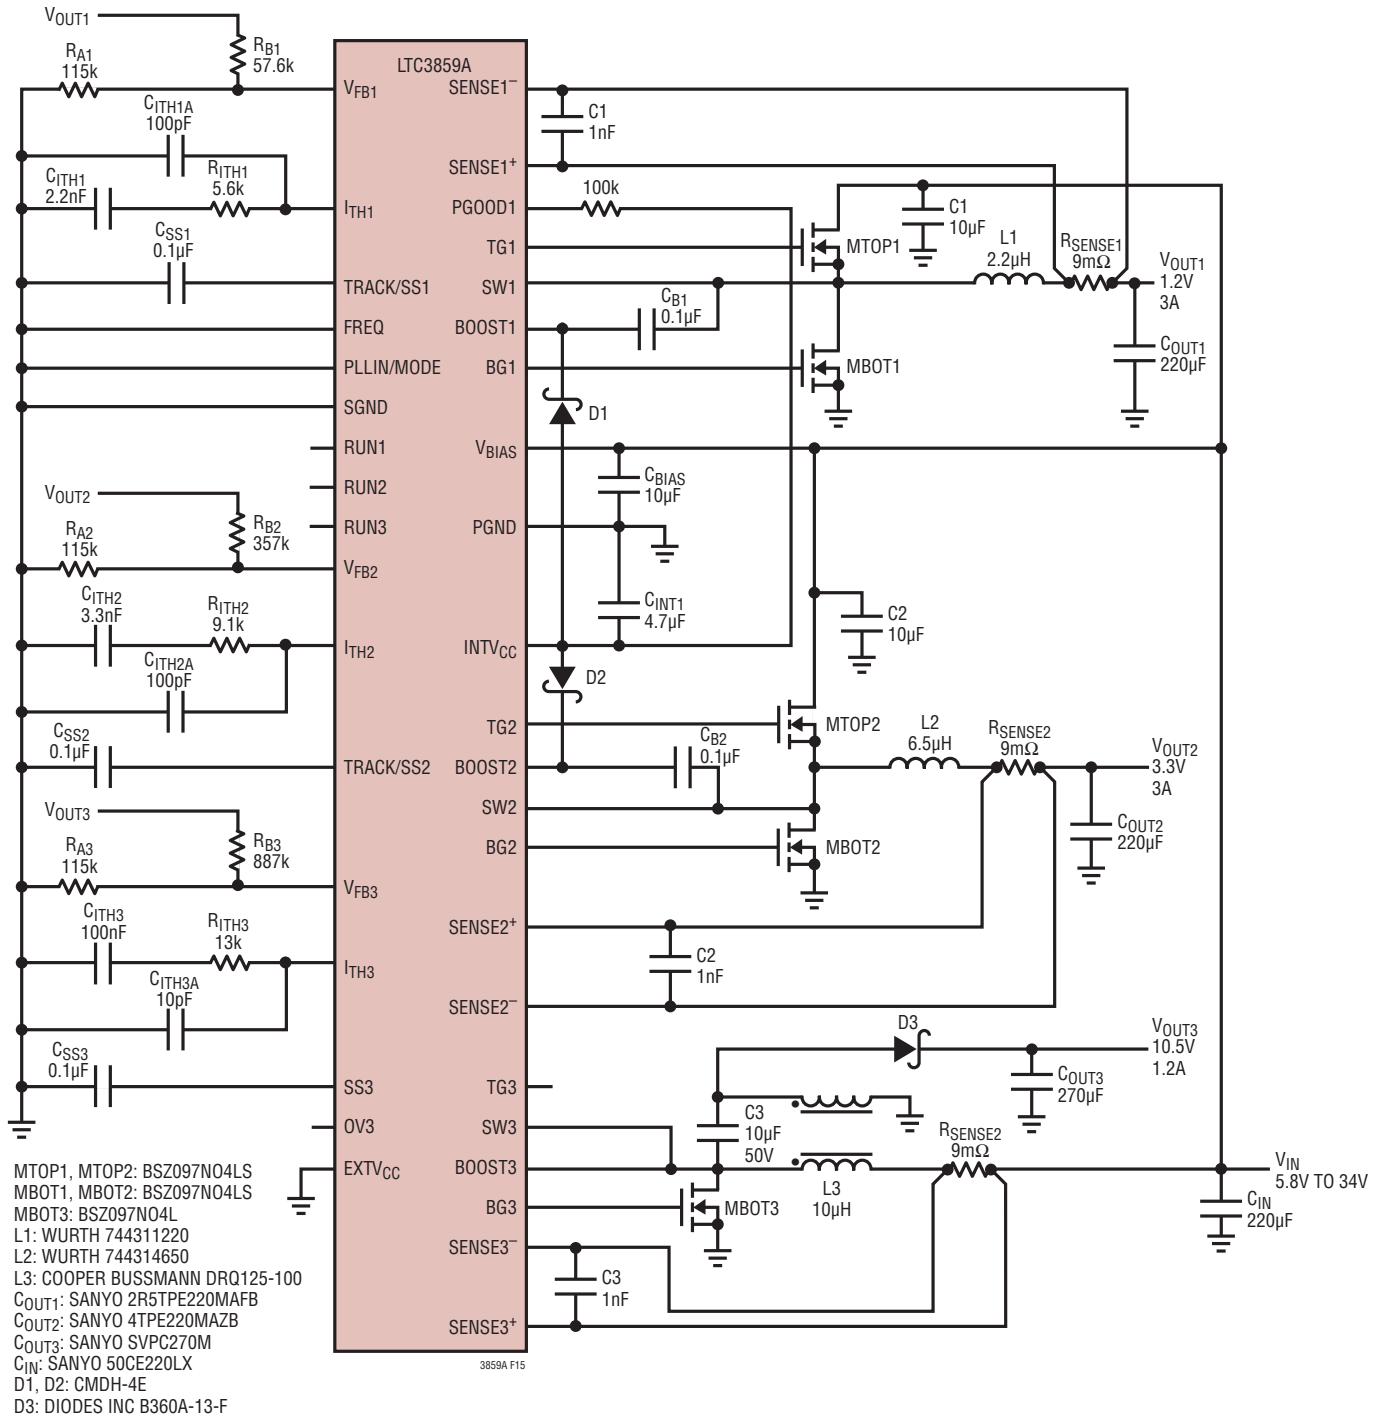 VOUT1
RA1
115k
RB1
57.6k
CITH1A
100pF
CITH1
2.2nF
RITH1
5.6k
CSS1
0.1µF
VOUT2
RA2
115k
RB2
357k
CITH2
3.3nF
RITH2
9.1k
CITH2A
100pF
CSS2
0.1µF
VOUT3
RA3
115k
RB3
887k
CITH3
100nF
RITH3
13k
CITH3A
10pF
CSS3
0.1µF
LTC3859A
VFB1
ITH1
TRACK/SS1
FREQ
PLLIN/MODE
SGND
RUN1
RUN2
RUN3
VFB2
ITH2
TRACK/SS2
VFB3
ITH3
SS3
OV3
EXTVCC
SENSE1–
SENSE1+
PGOOD1
TG1
SW1
BOOST1
BG1
VBIAS
PGND
INTVCC
TG2
BOOST2
SW2
BG2
SENSE2+
SENSE2–
TG3
SW3
BOOST3
BG3
SENSE3–
SENSE3+
3859A F15
C1
1nF
100k
C1
10µF
MTOP1
L1
2.2µH
RSENSE1
9mΩ
VOUT1
1.2V
3A
CB1
0.1µF
MBOT1
COUT1
220µF
D1
CBIAS
10µF
CINT1
4.7µF
C2
10µF
D2
MTOP2
L2
6.5µH
RSENSE2
9mΩ
VOUT2
3.3V
3A
CB2
0.1µF
MBOT2
COUT2
220µF
C2
1nF
D3
VOUT3
10.5V
1.2A
COUT3
270µF
C3
10µF
50V
RSENSE2
9mΩ
L3
10µH
MBOT3
VIN
5.8V TO 34V
CIN
220µF
C3
1nF
MTOP1, MTOP2: BSZ097NO4LS
MBOT1, MBOT2: BSZ097NO4LS
MBOT3: BSZ097NO4L
L1: WURTH 744311220
L2: WURTH 744314650
L3: COOPER BUSSMANN DRQ125-100
COUT1: SANYO 2R5TPE220MAFB
COUT2: SANYO 4TPE220MAZB
COUT3: SANYO SVPC270M
CIN: SANYO 50CE220LX
D1, D2: CMDH-4E
D3: DIODES INC B360A-13-F